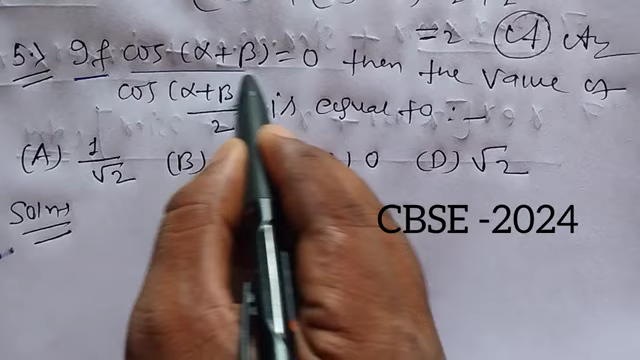 = 2 (A) Ans
5.> If cos (α+β) = 0 then the value of
cos (α+β/2) is equal to :-
(A) 1/√2 (B) ) 0 (D) √2
Soln:
CBSE -2024